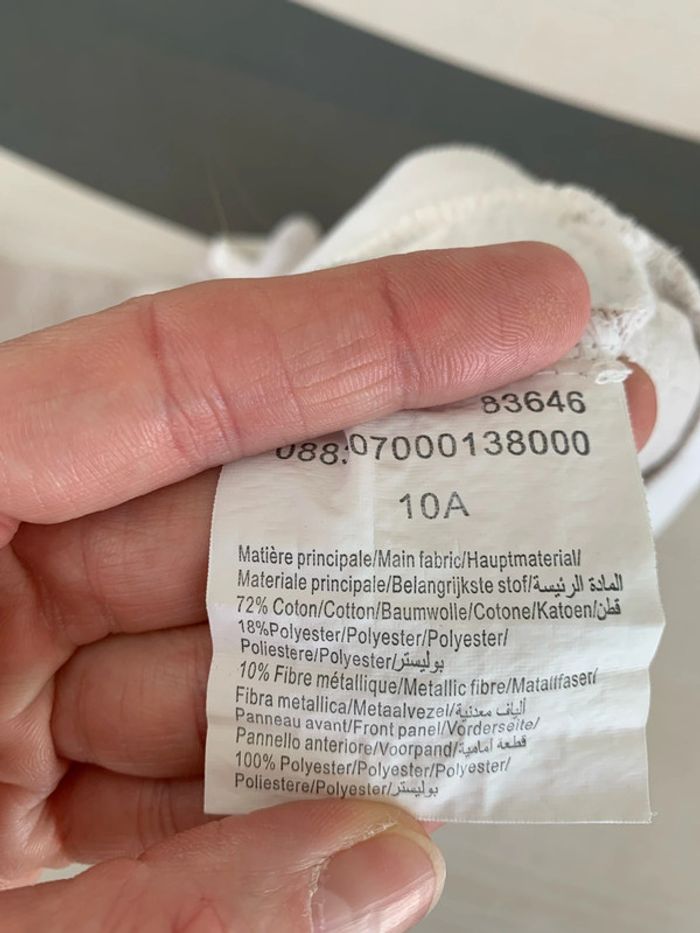 83646
088:07000138000
10A
Matière principale/Main fabric/Hauptmaterial/
Materiale principale/Belangrijkste stof/المادة الرئيسة
72% Coton/Cotton/Baumwolle/Cotone/Katoen/قطن
18%Polyester/Polyester/Polyester/
Poliestere/Polyester/بوليستر
10% Fibre métallique/Metallic fibre/Matallfaser/
Fibra metallica/Metaalvezel/ألياف معدنية
Panneau avant/Front panel/Vorderseite/
Pannello anteriore/Voorpand/قطعة أمامية
100% Polyester/Polyester/Polyester/
Poliestere/Polyester/بوليستر